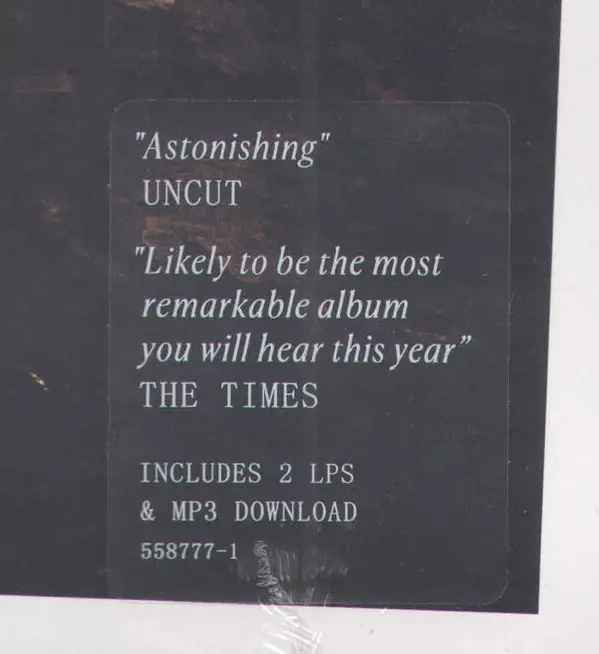 "Astonishing"
UNCUT
"Likely to be the most
remarkable album
you will hear this year”
THE TIMES
INCLUDES 2 LPS
& MP3 DOWNLOAD
558777-1